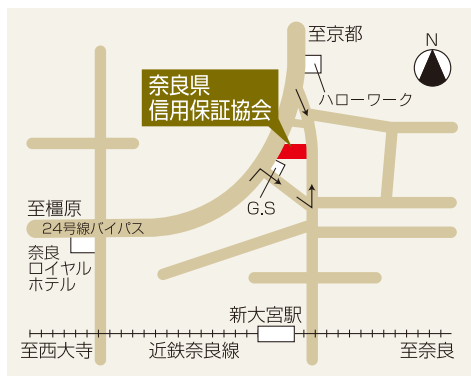 至京都
N
ハローワーク
奈良県
信用保証協会
G.S
至橿原
24号線バイパス
奈良
ロイヤル
ホテル
新大宮駅
至西大寺
近鉄奈良線
至奈良